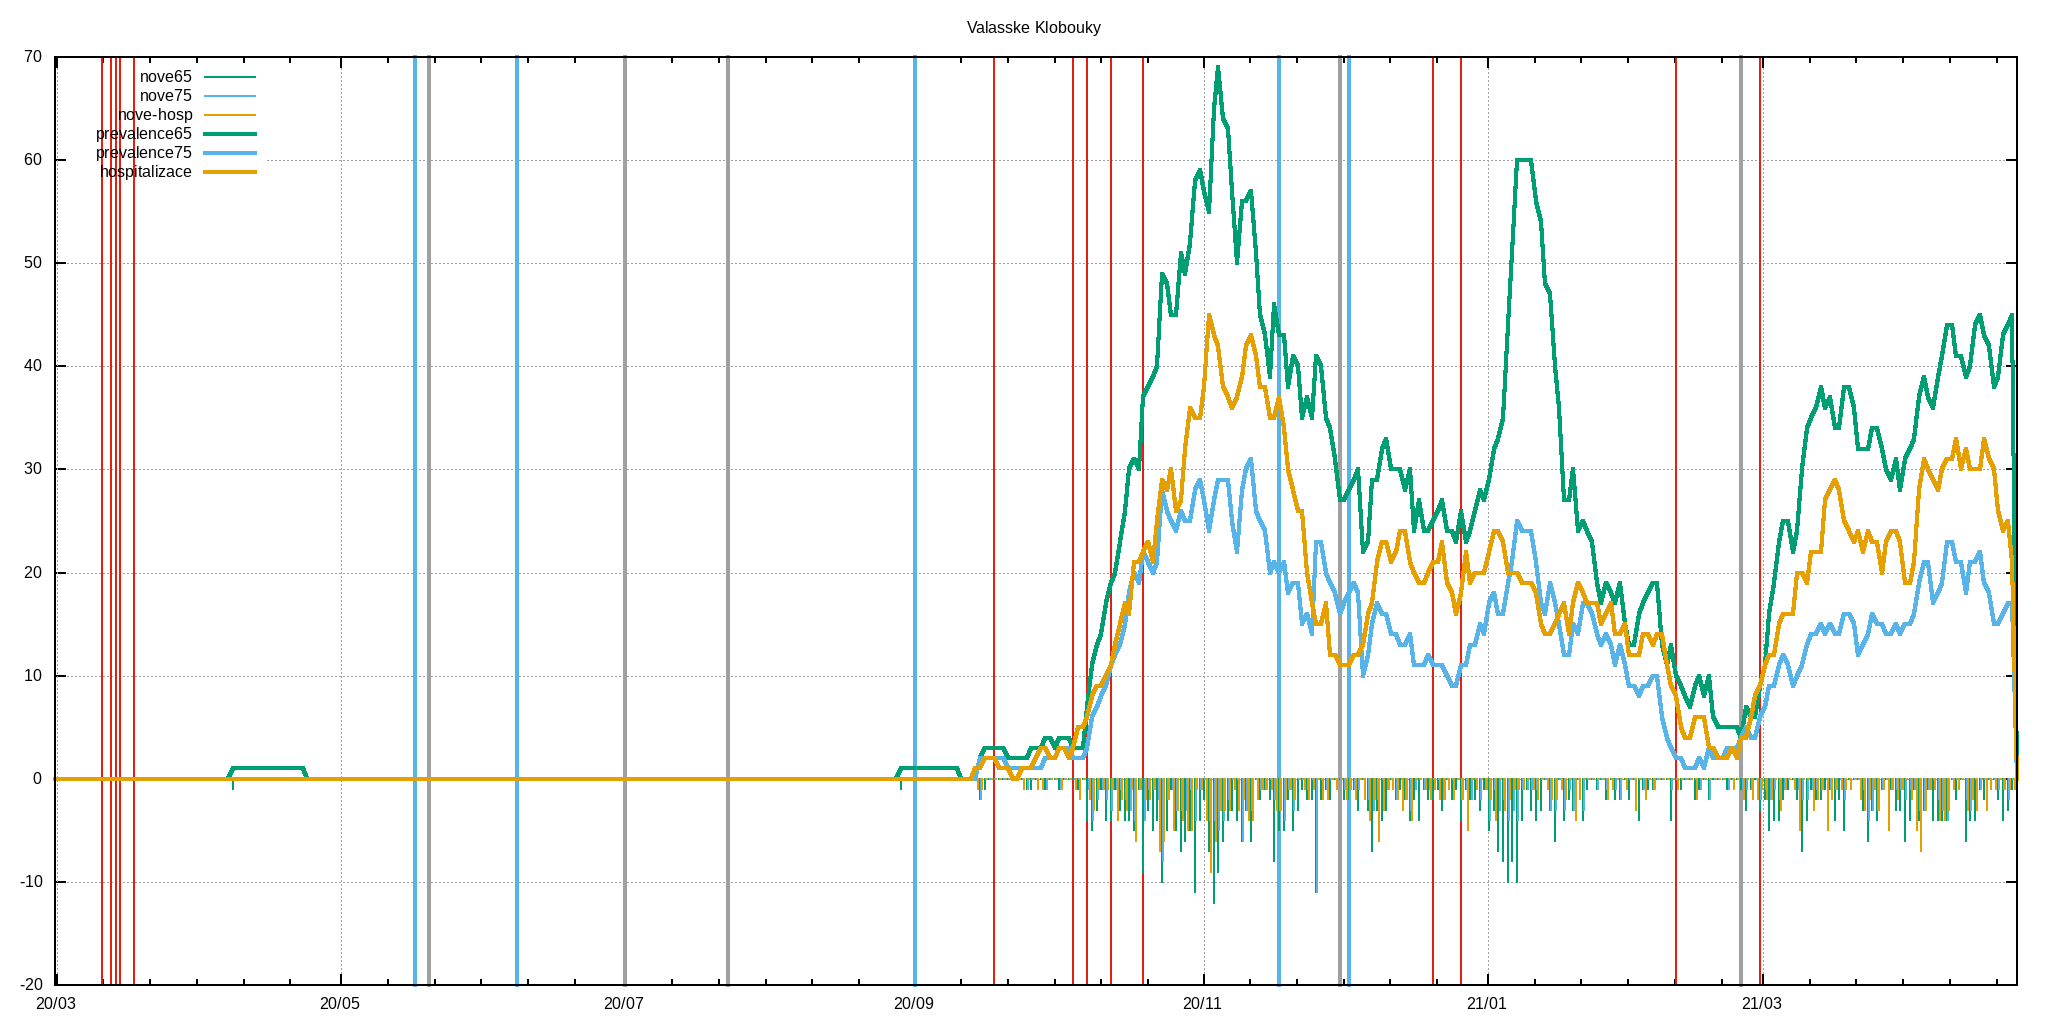 Valasske Klobouky
70
nove65
nove75
nove-hosp
prevalence65
prevalence75
hospitalizace
60
50
40
30
20
10
0
-10
-20
20/03 20/05 20/07 20/09 20/11 21/01 21/03